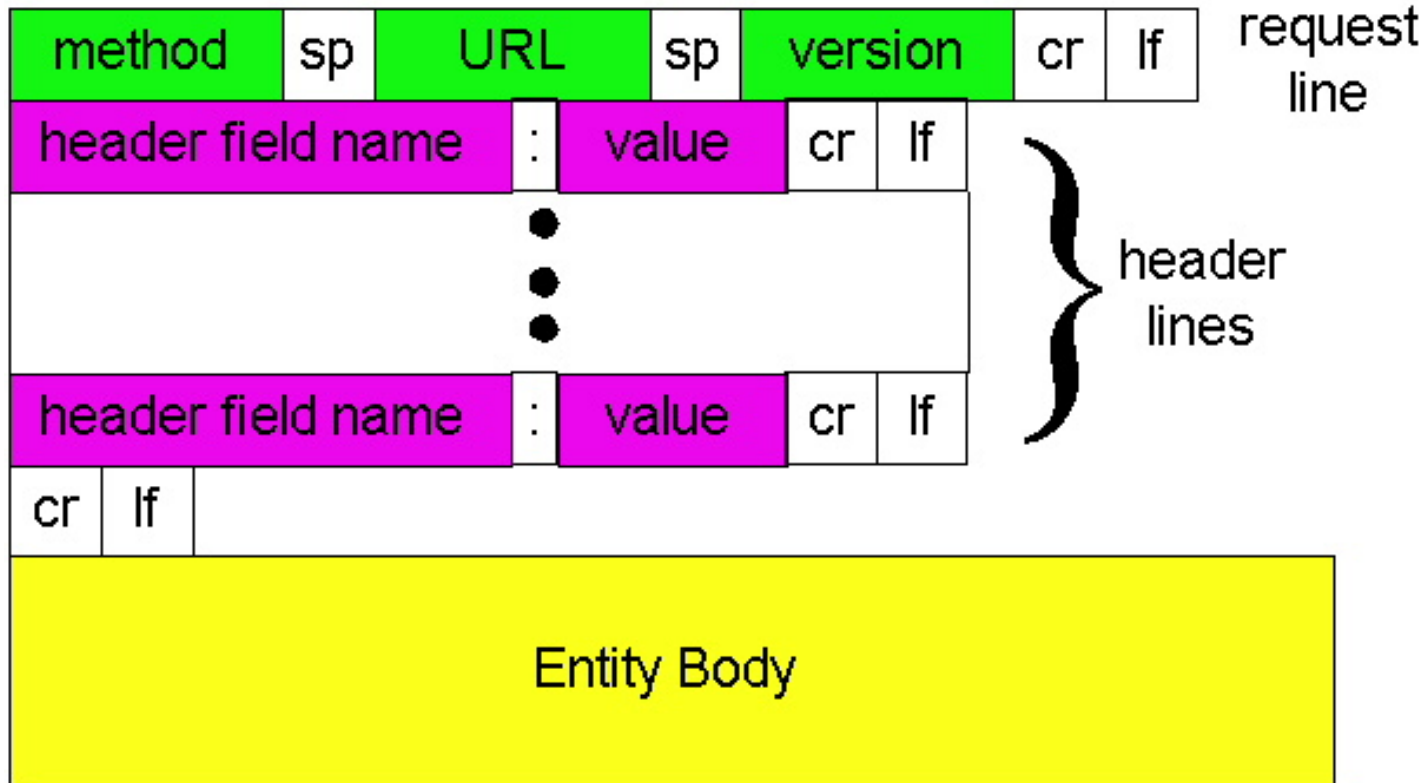 method sp URL sp version cr lf request line
header field name : value cr lf
header lines
header field name : value cr lf
cr lf
Entity Body